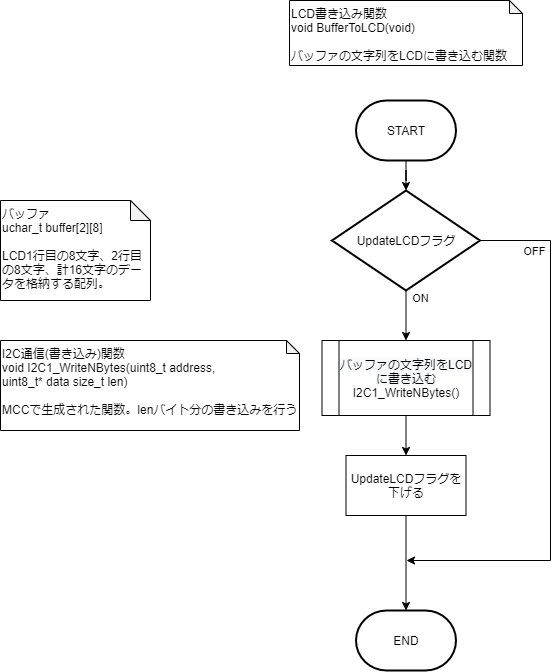 LCD書き込み関数
void BufferToLCD(void)
バッファの文字列をLCDに書き込む関数
START
UpdateLCDフラグ
OFF
ON
バッファ
uchar_t buffer[2][8]
LCD1行目の8文字、2行目
の8文字、計16文字のデー
タを格納する配列。
I2C通信(書き込み)関数
void I2C1_WriteNBytes(uint8_t address,
uint8_t* data size_t len)
MCCで生成された関数。lenバイト分の書き込みを行う
バッファの文字列をLCD
に書き込む
I2C1_WriteNBytes()
UpdateLCDフラグを
下げる
END